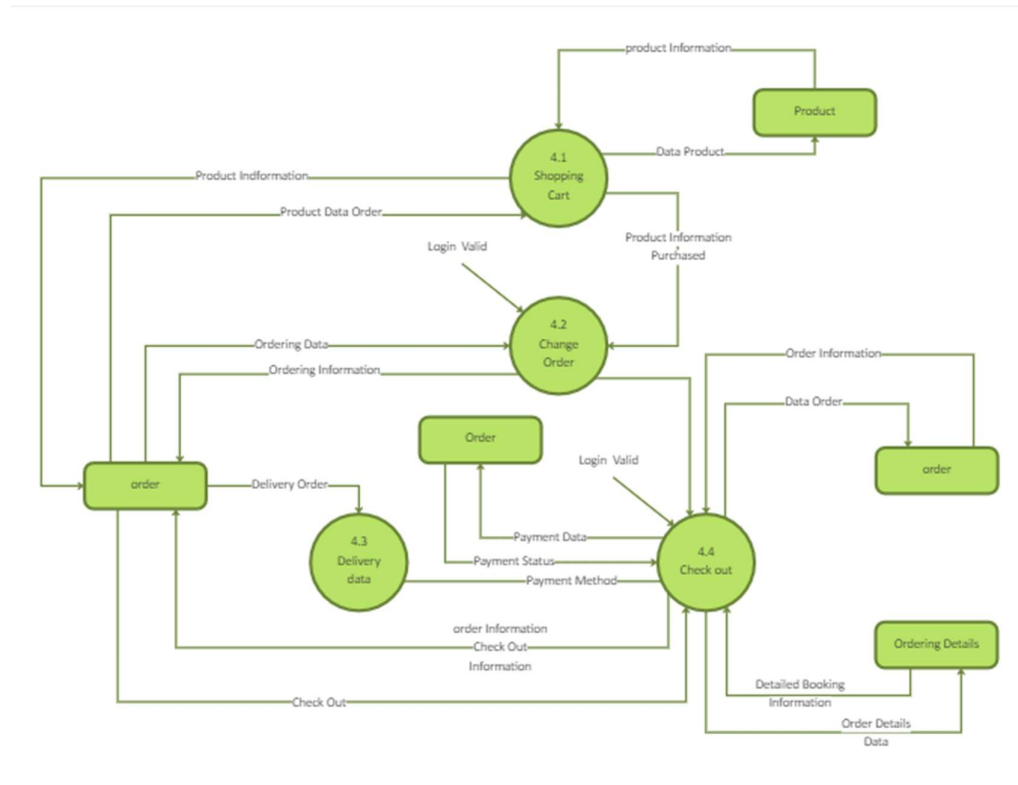 product Information
Product
4.1
Shopping
Cart
Data Product
Product Indformation
Product Data Order
Product Information
Purchased
Login Valid
4.2
Change
Order
Ordering Data
Ordering Information
Order Information
Data Order
Order
order
Login Valid
order
Delivery Order
4.3
Delivery
data
Payment Data
Payment Status
Payment Method
4.4
Check out
order Information
Check Out
Information
Check Out
Ordering Details
Detailed Booking
Information
Order Details
Data